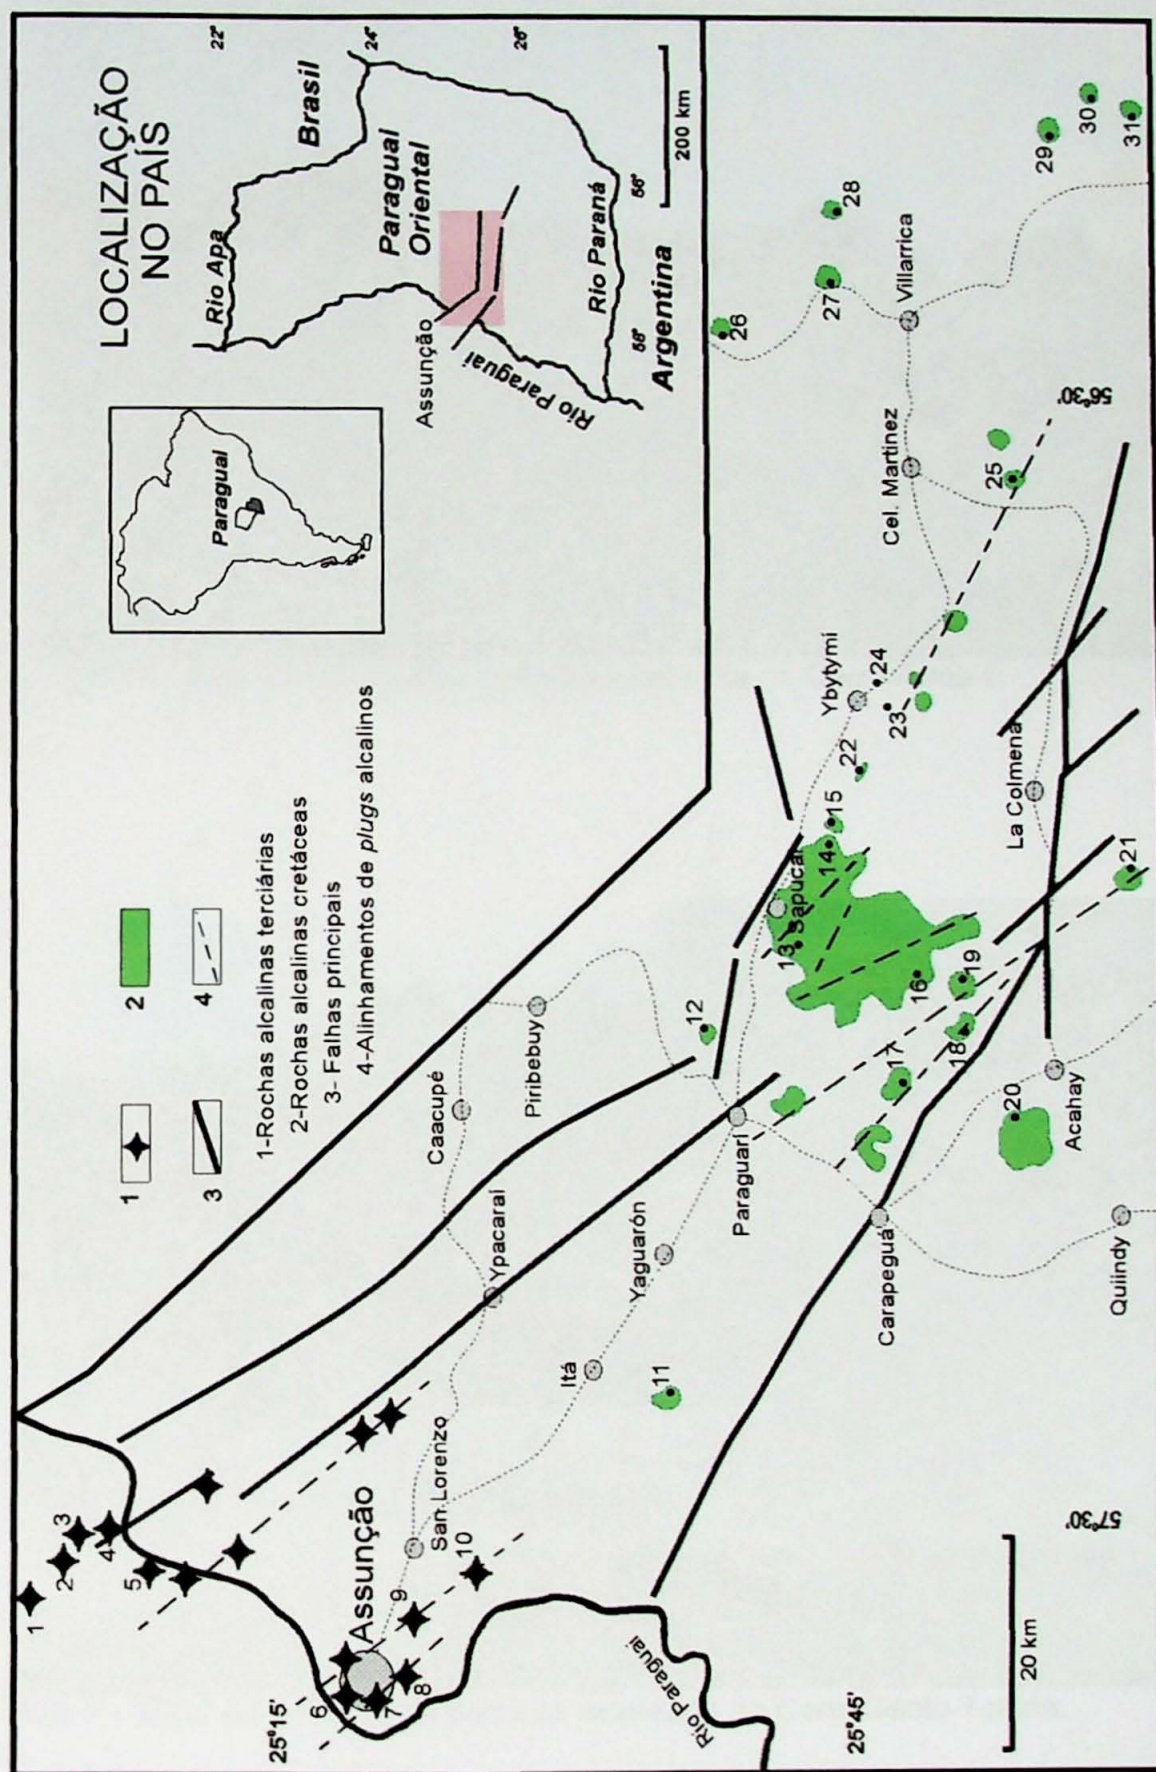 LOCALIZAÇÃO
NO PAÍS
Paraguai
22°
24°
26°
Rio Apa
Brasil
Paraguai
Oriental
Assunção
Rio Paraguai
Rio Paraná
58°
56°
Argentina
200 km
1
2
3
4
1-Rochas alcalinas terciárias
2-Rochas alcalinas cretáceas
3- Falhas principais
4-Alinhamentos de plugs alcalinos
1
2
3
4
5
6
7
8
9
10
25°15'
Assunção
San Lorenzo
Ypacaraí
Caacupé
Piribebuy
Itá
Yaguarón
Paraguarí
11
12
13
Sapucaí
14
15
16
17
18
19
20
21
22
23
24
25
26
27
28
29
30
31
Ybytymí
Cel. Martinez
Villarrica
La Colmena
Carapeguá
Acahay
Quiindy
Rio Paraguai
25°45'
20 km
57°30'
56°30'